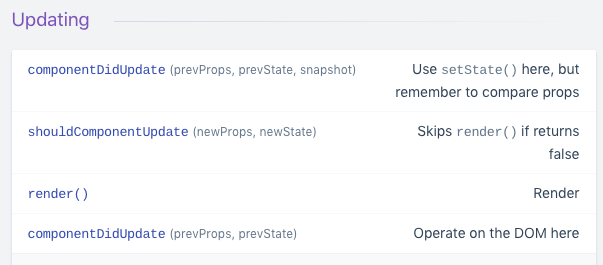 Updating
componentDidUpdate (prevProps, prevState, snapshot) Use setState() here, but
remember to compare props
shouldComponentUpdate (newProps, newState) Skips render() if returns
false
render() Render
componentDidUpdate (prevProps, prevState) Operate on the DOM here